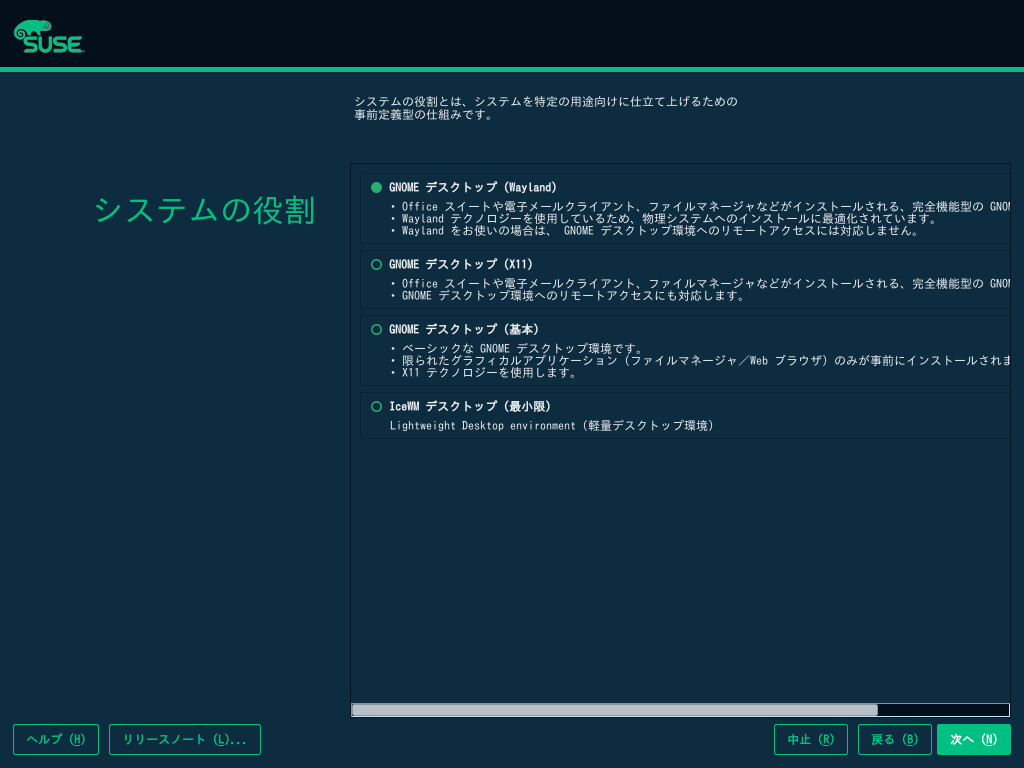 SUSE
システムの役割とは、システムを特定の用途向けに仕立て上げるための
事前定義型の仕組みです。
システムの役割
GNOME デスクトップ (Wayland)
• Office スイートや電子メールクライアント、ファイルマネージャなどがインストールされる、完全機能型の GNOM
• Wayland テクノロジーを使用しているため、物理システムへのインストールに最適化されています。
• Wayland をお使いの場合は、 GNOME デスクトップ環境へのリモートアクセスには対応しません。
GNOME デスクトップ (X11)
• Office スイートや電子メールクライアント、ファイルマネージャなどがインストールされる、完全機能型の GNOM
• GNOME デスクトップ環境へのリモートアクセスにも対応します。
GNOME デスクトップ (基本)
• ベーシックな GNOME デスクトップ環境です。
• 限られたグラフィカルアプリケーション (ファイルマネージャ／Web ブラウザ) のみが事前にインストールされま
• X11 テクノロジーを使用します。
IceWM デスクトップ (最小限)
Lightweight Desktop environment (軽量デスクトップ環境)
ヘルプ (H) リリースノート (L)... 中止 (R) 戻る (B) 次へ (N)